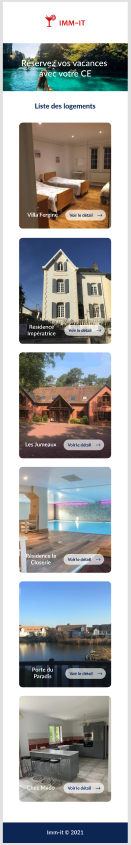 IMM-IT
Réservez vos vacances
avec votre CE
Liste des logements
Villa Forgine
Voir le détail
Résidence
Impératrice
Voir le détail
Les Jumeaux
Voir le détail
Résidence la
Closerie
Voir le détail
Porte du
Paradis
Voir le détail
Chez Mado
Voir le détail
Imm-it © 2021